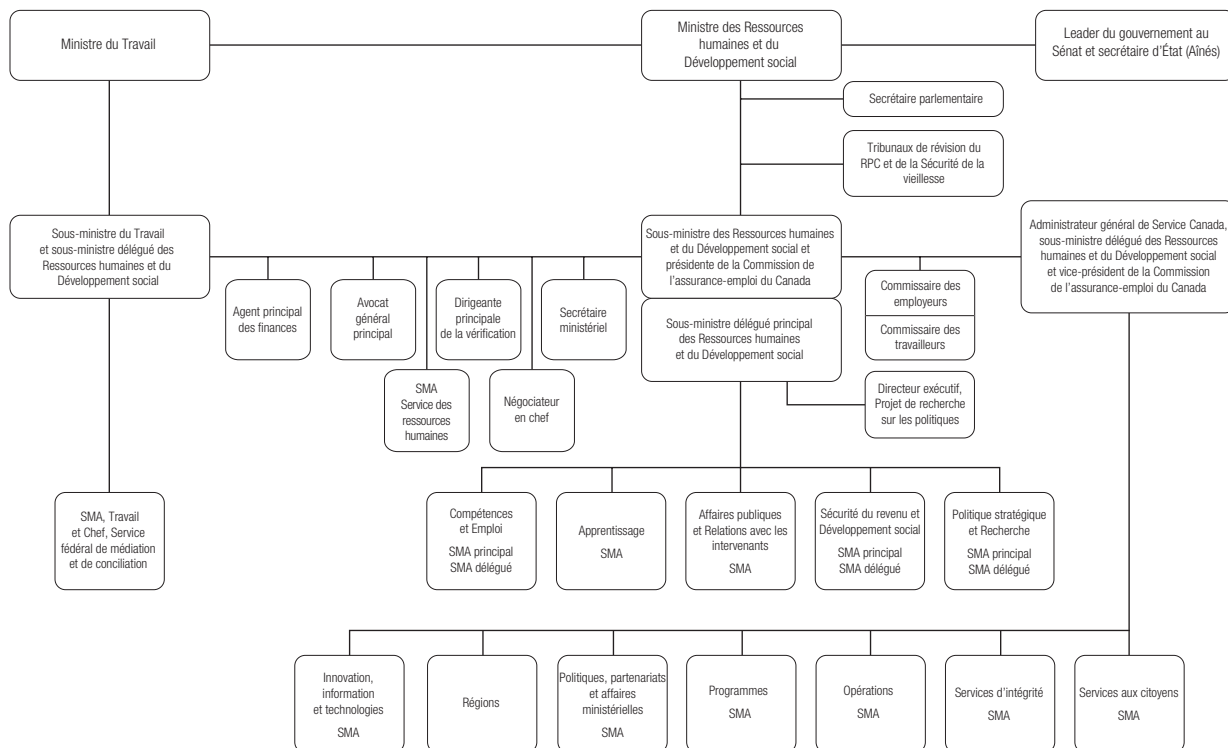 Ministre du Travail
Ministre des Ressources
humaines et du
Développement social
Leader du gouvernement au
Sénat et secrétaire d'État (Aînés)
Secrétaire parlementaire
Tribunaux de révision du
RPC et de la Sécurité de la
vieillesse
Sous-ministre du Travail
et sous-ministre délégué des
Ressources humaines et du
Développement social
Sous-ministre des Ressources humaines
et du Développement social et
présidente de la Commission de
l'assurance-emploi du Canada
Administrateur général de Service Canada,
sous-ministre délégué des Ressources
humaines et du Développement social
et vice-président de la Commission
de l'assurance-emploi du Canada
Agent principal
des finances
Avocat
général
principal
Dirigeante
principale
de la vérification
Secrétaire
ministériel
Commissaire des
employeurs
Commissaire des
travailleurs
Sous-ministre délégué principal
des Ressources humaines
et du Développement social
SMA
Service des
ressources
humaines
Négociateur
en chef
Directeur exécutif,
Projet de recherche
sur les politiques
SMA, Travail
et Chef, Service
fédéral de médiation
et de conciliation
Compétences
et Emploi
SMA principal
SMA délégué
Apprentissage
SMA
Affaires publiques
et Relations avec les
intervenants
SMA
Sécurité du revenu et
Développement social
SMA principal
SMA délégué
Politique stratégique
et Recherche
SMA principal
SMA délégué
Innovation,
information
et technologies
SMA
Régions
Politiques, partenariats
et affaires
ministérielles
SMA
Programmes
SMA
Opérations
SMA
Services d'intégrité
SMA
Services aux citoyens
SMA